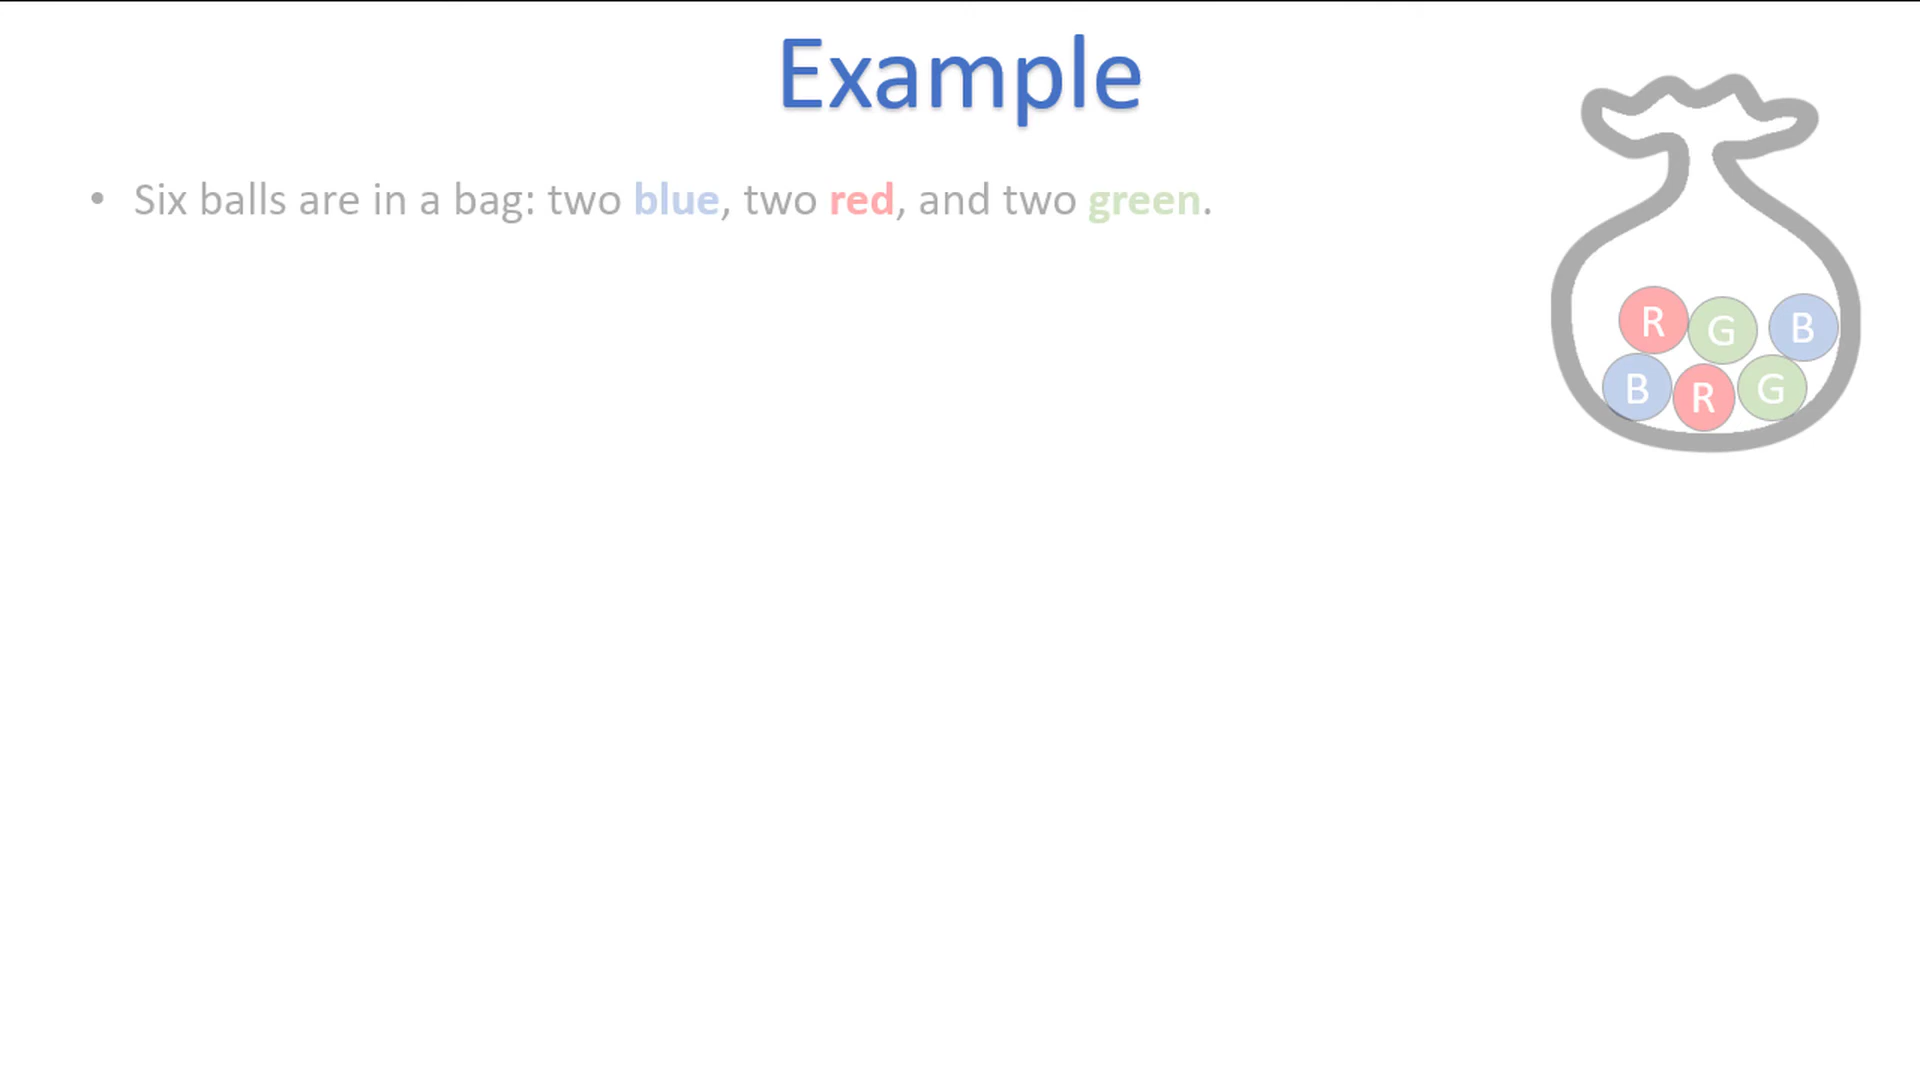 Example
• Six balls are in a bag: two blue, two red, and two green.
R G B
B R G